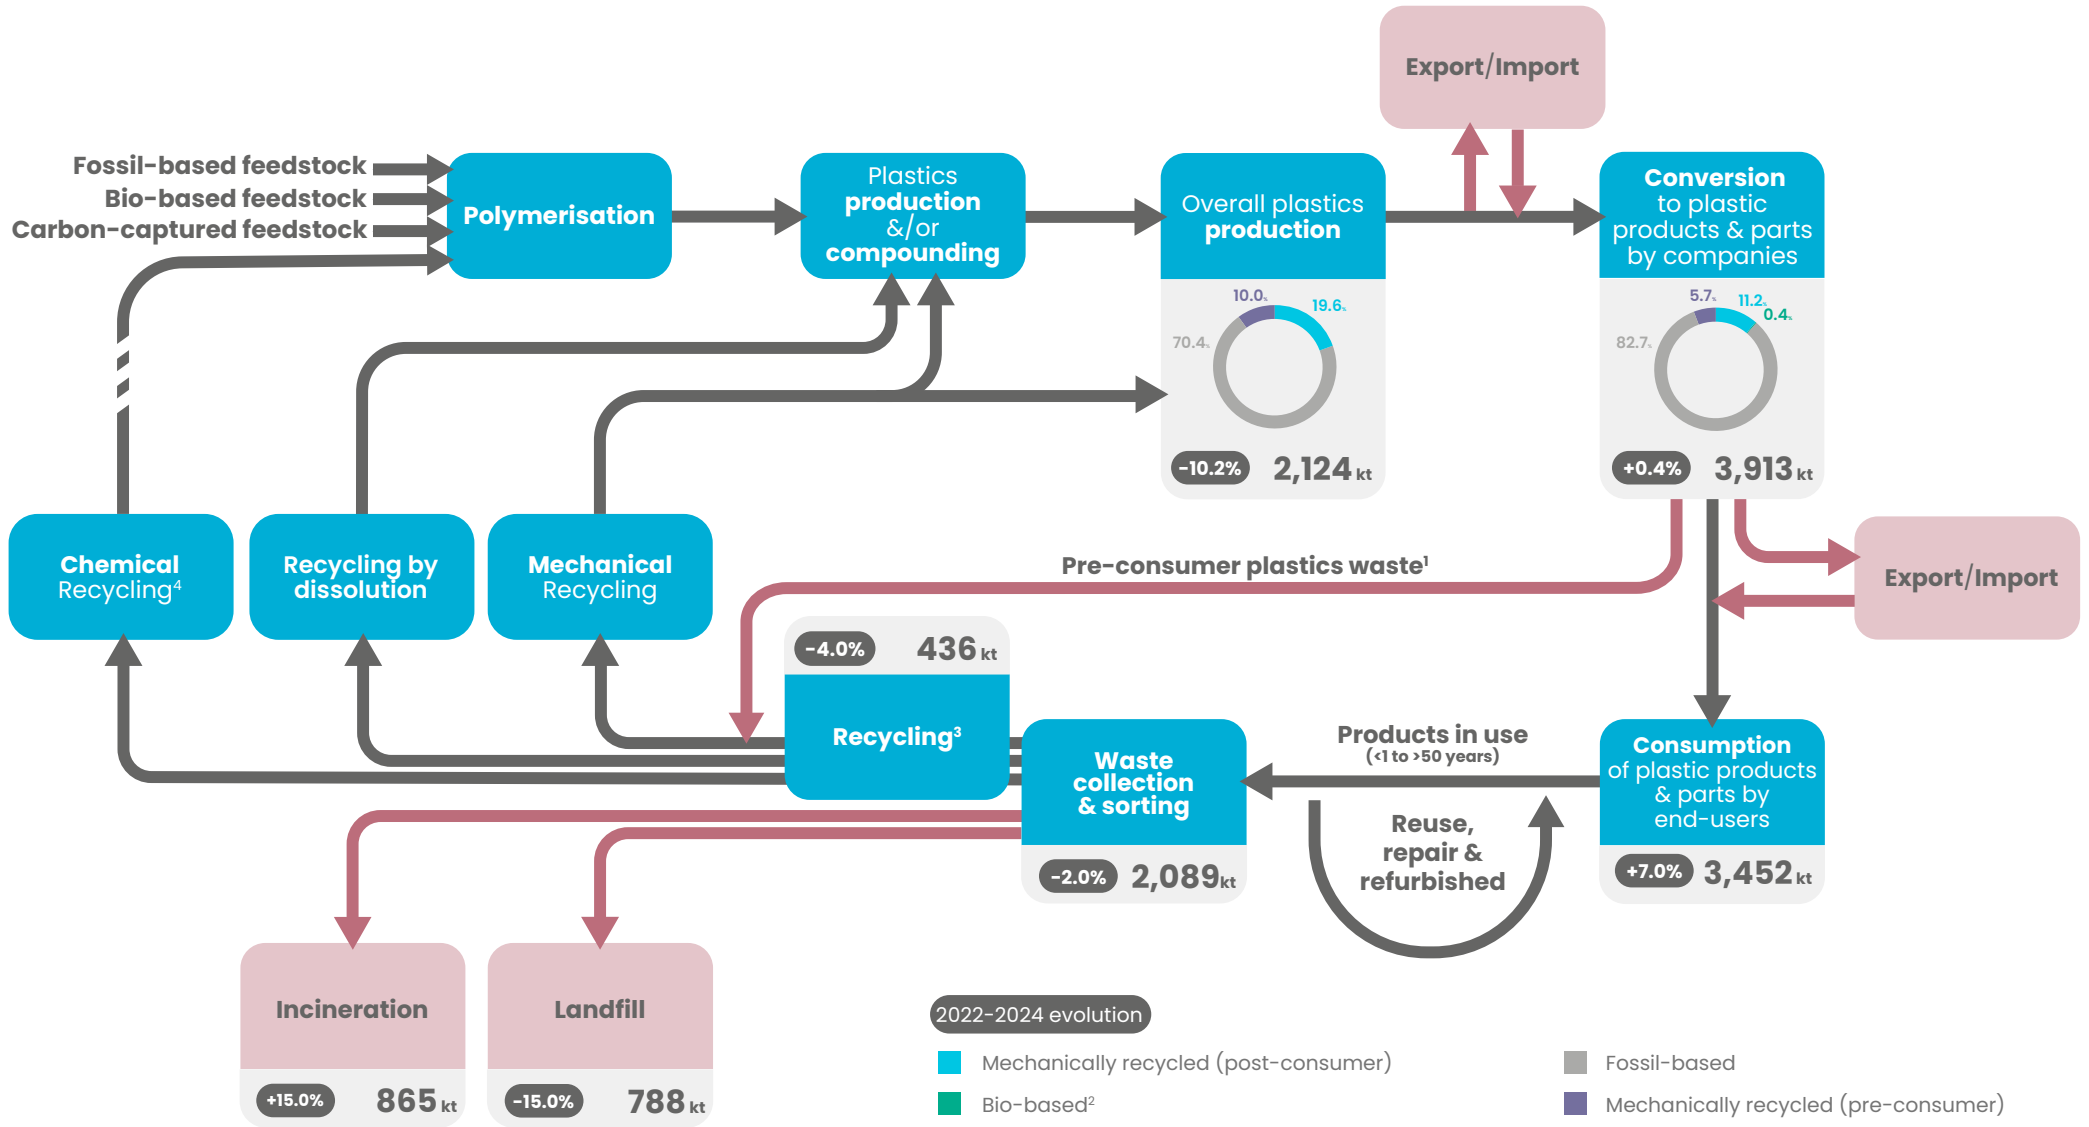 Export/Import
Fossil-based feedstock
Bio-based feedstock
Carbon-captured feedstock
Polymerisation
Plastics
production
&/or
compounding
Overall plastics
production
10.0%
19.6%
70.4%
-10.2%
2,124 kt
Conversion
to plastic
products & parts
by companies
5.7%
11.2%
0.4%
82.7%
+0.4%
3,913 kt
Chemical
Recycling⁴
Recycling by
dissolution
Mechanical
Recycling
Pre-consumer plastics waste¹
Export/Import
-4.0%
436 kt
Recycling³
Waste
collection
& sorting
-2.0%
2,089 kt
Products in use
(<1 to >50 years)
Reuse,
repair &
refurbished
Consumption
of plastic products
& parts by
end-users
+7.0%
3,452 kt
Incineration
+15.0%
865 kt
Landfill
-15.0%
788 kt
2022-2024 evolution
Mechanically recycled (post-consumer)
Fossil-based
Bio-based²
Mechanically recycled (pre-consumer)